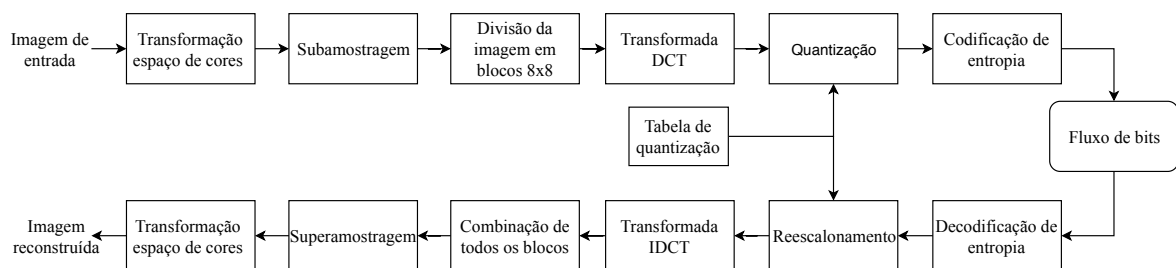 Imagem de
entrada
Transformação
espaço de cores
Subamostragem
Divisão da
imagem em
blocos 8x8
Transformada
DCT
Quantização
Codificação de
entropia
Tabela de
quantização
Fluxo de bits
Imagem
reconstruída
Transformação
espaço de cores
Superamostragem
Combinação de
todos os blocos
Transformada
IDCT
Reescalonamento
Decodificação de
entropia